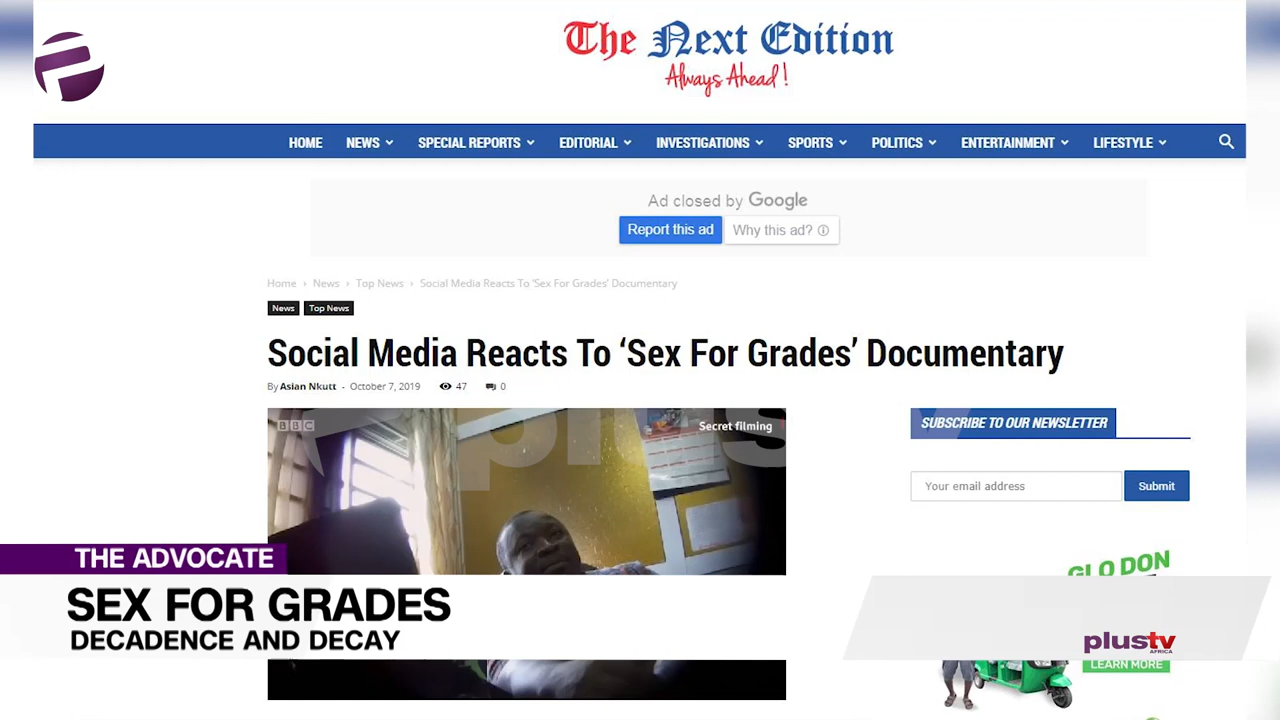 The Next Edition
Always Ahead!
HOME NEWS SPECIAL REPORTS EDITORIAL INVESTIGATIONS SPORTS POLITICS ENTERTAINMENT LIFESTYLE
Ad closed by Google
Report this ad Why this ad?
Home › News › Top News › Social Media Reacts To 'Sex For Grades' Documentary
News Top News
Social Media Reacts To ‘Sex For Grades’ Documentary
By Asian Nkutt - October 7, 2019 47 0
BBC
Secret filming
plustv
SUBSCRIBE TO OUR NEWSLETTER
Your email address Submit
GLO DON
LEARN MORE
THE ADVOCATE
SEX FOR GRADES
DECADENCE AND DECAY
plustv
AFRICA